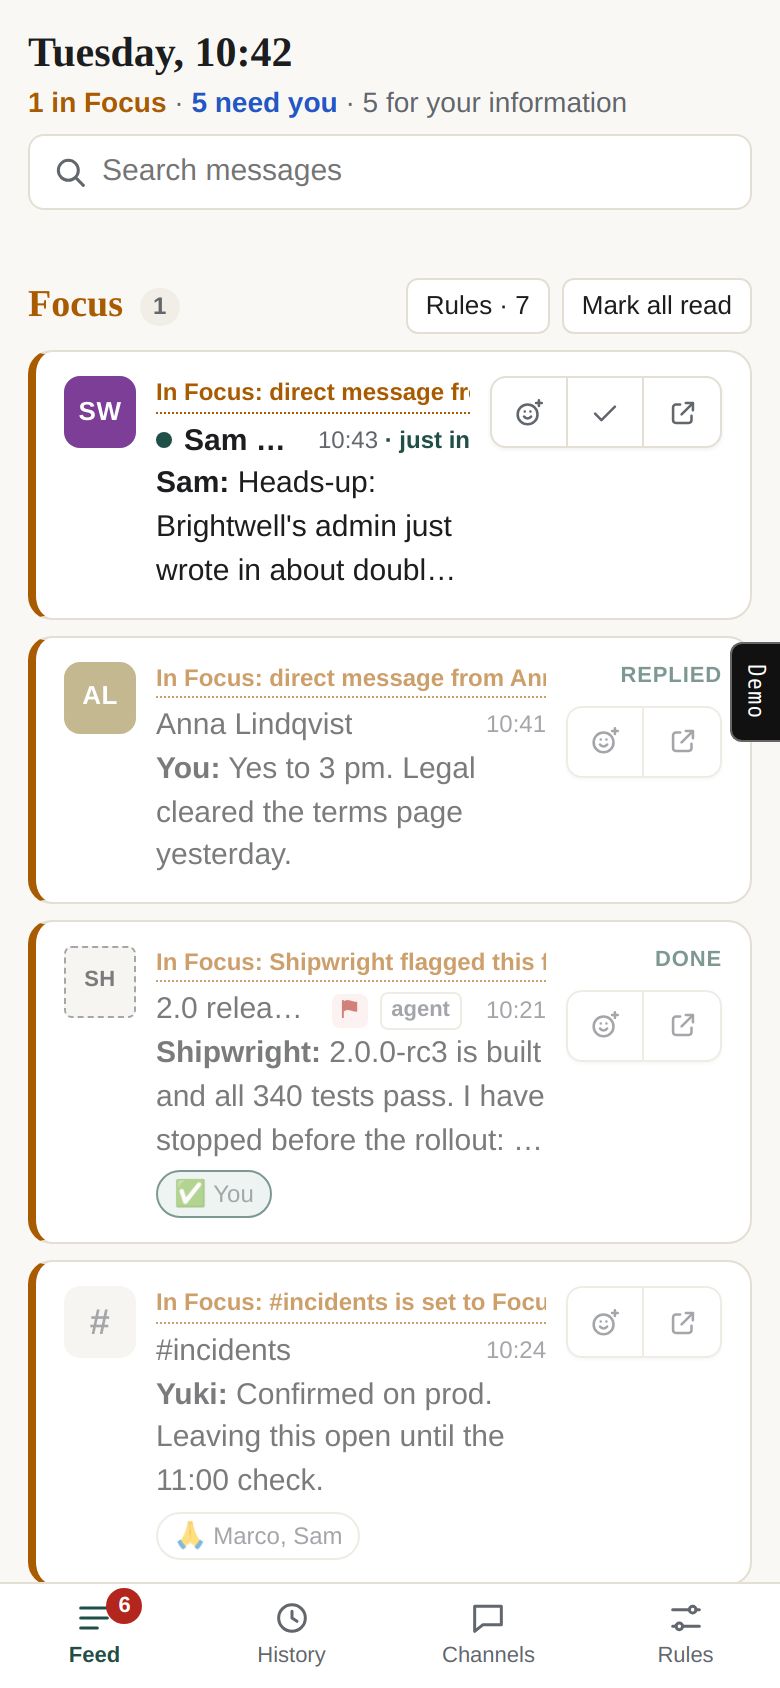 Tuesday, 10:42
1 in Focus · 5 need you · 5 for your information
Search messages
Focus 1
Rules · 7
Mark all read
SW
In Focus: direct message fr
Sam ... 10:43 · just in
Sam: Heads-up:
Brightwell's admin just
wrote in about doubl...
Demo
AL
In Focus: direct message from Ann
REPLIED
Anna Lindqvist 10:41
You: Yes to 3 pm. Legal
cleared the terms page
yesterday.
SH
In Focus: Shipwright flagged this f
DONE
2.0 relea... agent 10:21
Shipwright: 2.0.0-rc3 is built
and all 340 tests pass. I have
stopped before the rollout: ...
✅ You
#
In Focus: #incidents is set to Focu
#incidents 10:24
Yuki: Confirmed on prod.
Leaving this open until the
11:00 check.
🙏 Marco, Sam
6
Feed
History
Channels
Rules